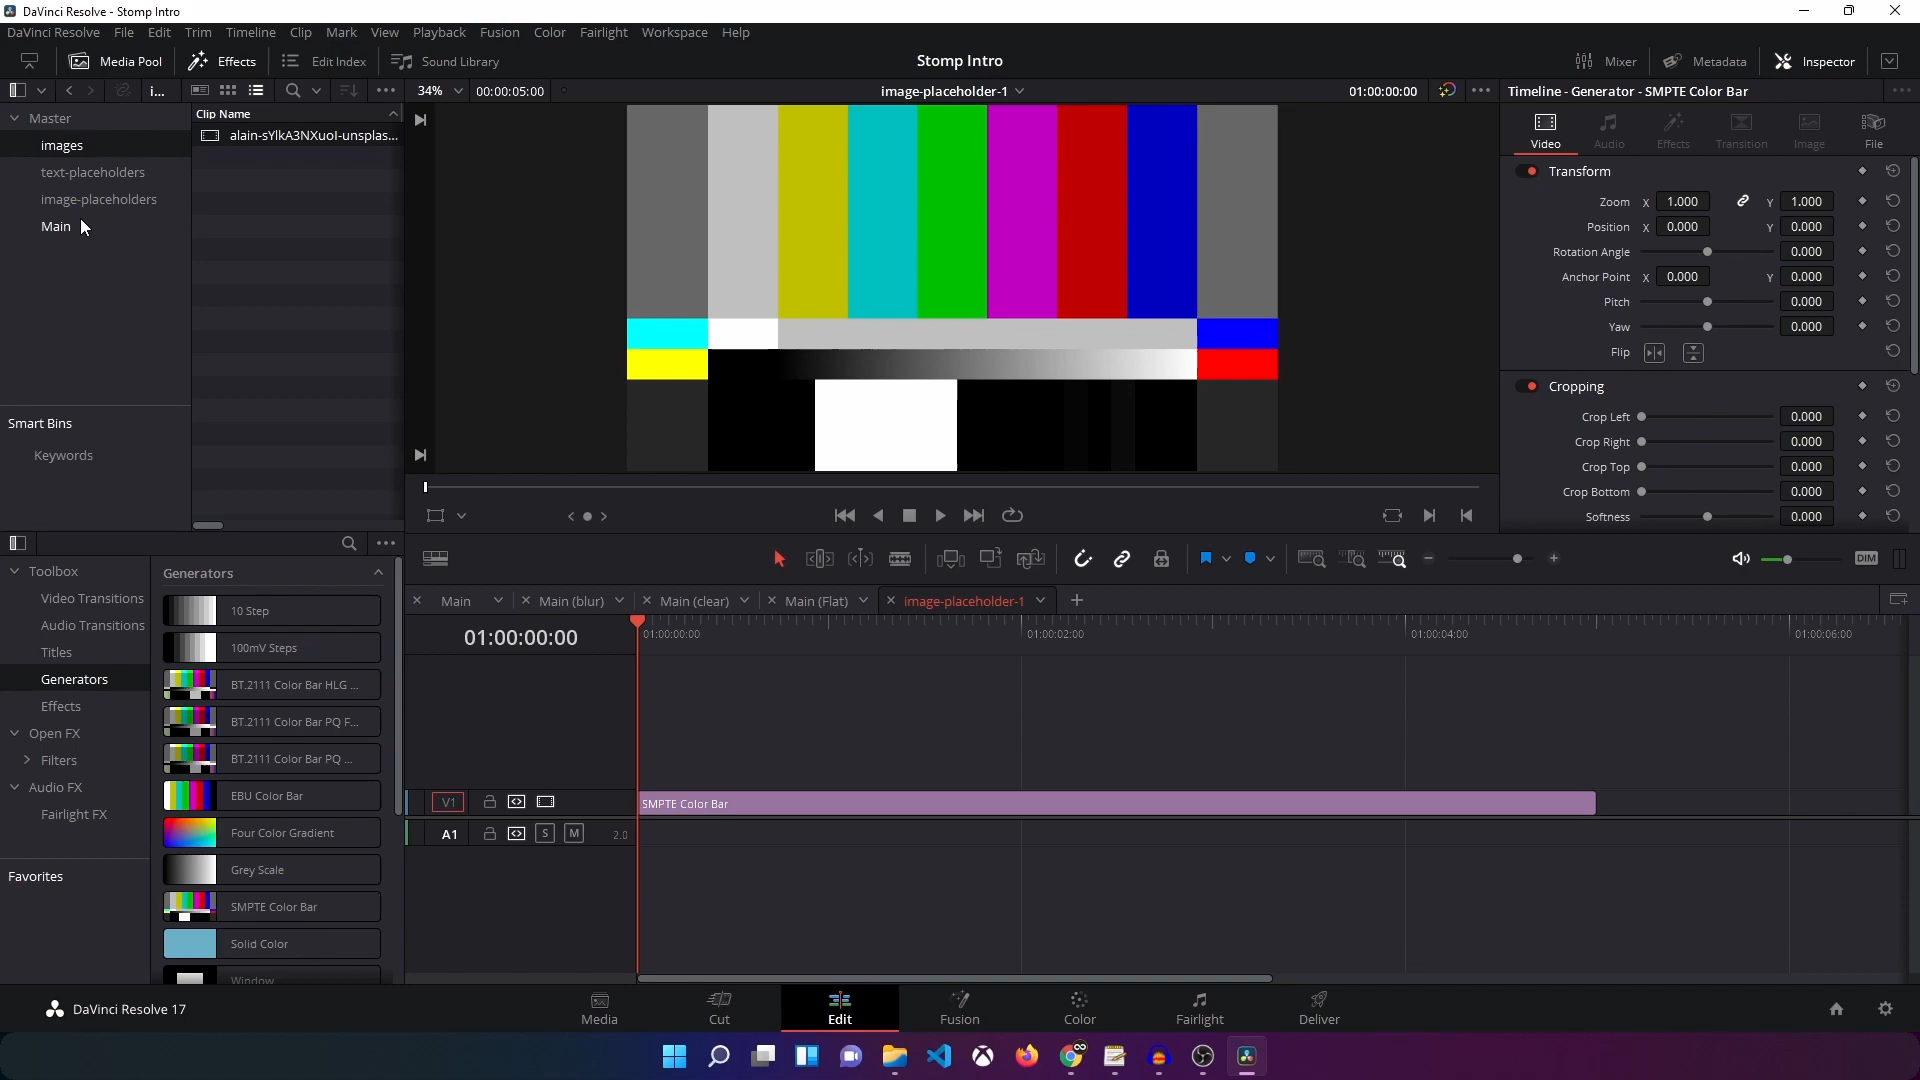 DaVinci Resolve - Stomp Intro
DaVinci Resolve File Edit Trim Timeline Clip Mark View Playback Fusion Color Fairlight Workspace Help
Media Pool Effects Edit Index Sound Library Stomp Intro Mixer Metadata Inspector
i... 34% 00:00:05:00 image-placeholder-1 01:00:00:00 Timeline - Generator - SMPTE Color Bar
Master
images
text-placeholders
image-placeholders
Main
Smart Bins
Keywords
Clip Name
alain-sYlkA3NXuoI-unsplas...
Video Audio Effects Transition Image File
Transform
Zoom X 1.000 Y 1.000
Position X 0.000 Y 0.000
Rotation Angle 0.000
Anchor Point X 0.000 Y 0.000
Pitch 0.000
Yaw 0.000
Flip
Cropping
Crop Left 0.000
Crop Right 0.000
Crop Top 0.000
Crop Bottom 0.000
Softness 0.000
DIM
Toolbox
Video Transitions
Audio Transitions
Titles
Generators
Effects
Open FX
Filters
Audio FX
Fairlight FX
Favorites
Generators
10 Step
100mV Steps
BT.2111 Color Bar HLG ...
BT.2111 Color Bar PQ F...
BT.2111 Color Bar PQ ...
EBU Color Bar
Four Color Gradient
Grey Scale
SMPTE Color Bar
Solid Color
Window
Main Main (blur) Main (clear) Main (Flat) image-placeholder-1
01:00:00:00 01:00:00:00 01:00:02:00 01:00:04:00 01:00:06:00
V1 SMPTE Color Bar
A1 S M 2.0
DaVinci Resolve 17 Media Cut Edit Fusion Color Fairlight Deliver